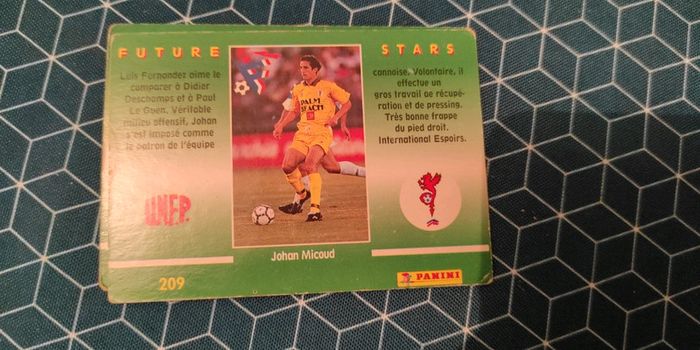 FUTURE STARS
Luis Fernandez aime le
comparer à Didier
Deschamps et à Paul
Le Guen. Véritable
milieu offensif, Johan
s'est imposé comme
le patron de l'équipe
cannoise. Volontaire, il
effectue un
gros travail de récupé-
ration et de pressing.
Très bonne frappe
du pied droit.
International Espoirs.
PALM
BEACH
U.N.F.P.
Johan Micoud
209
PANINI